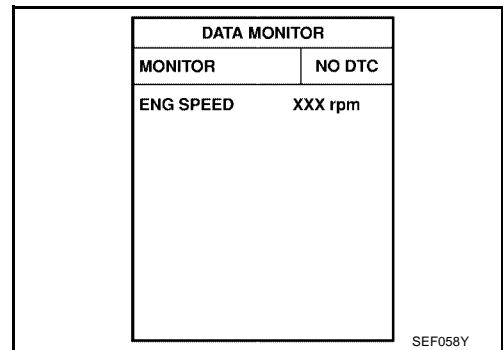 DATA MONITOR
MONITOR NO DTC
ENG SPEED XXX rpm
SEF058Y